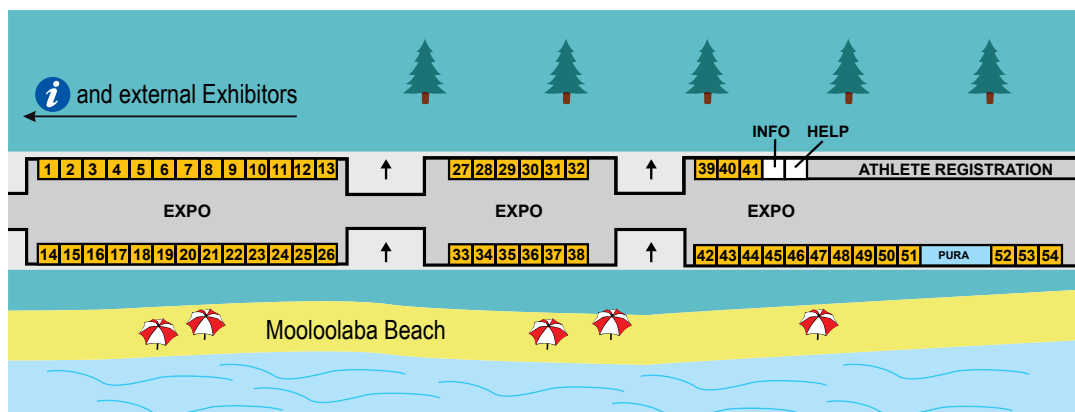 i and external Exhibitors
INFO HELP
1 2 3 4 5 6 7 8 9 10 11 12 13 27 28 29 30 31 32 39 40 41 ATHLETE REGISTRATION
EXPO EXPO EXPO
14 15 16 17 18 19 20 21 22 23 24 25 26 33 34 35 36 37 38 42 43 44 45 46 47 48 49 50 51 PURA 52 53 54
Mooloolaba Beach